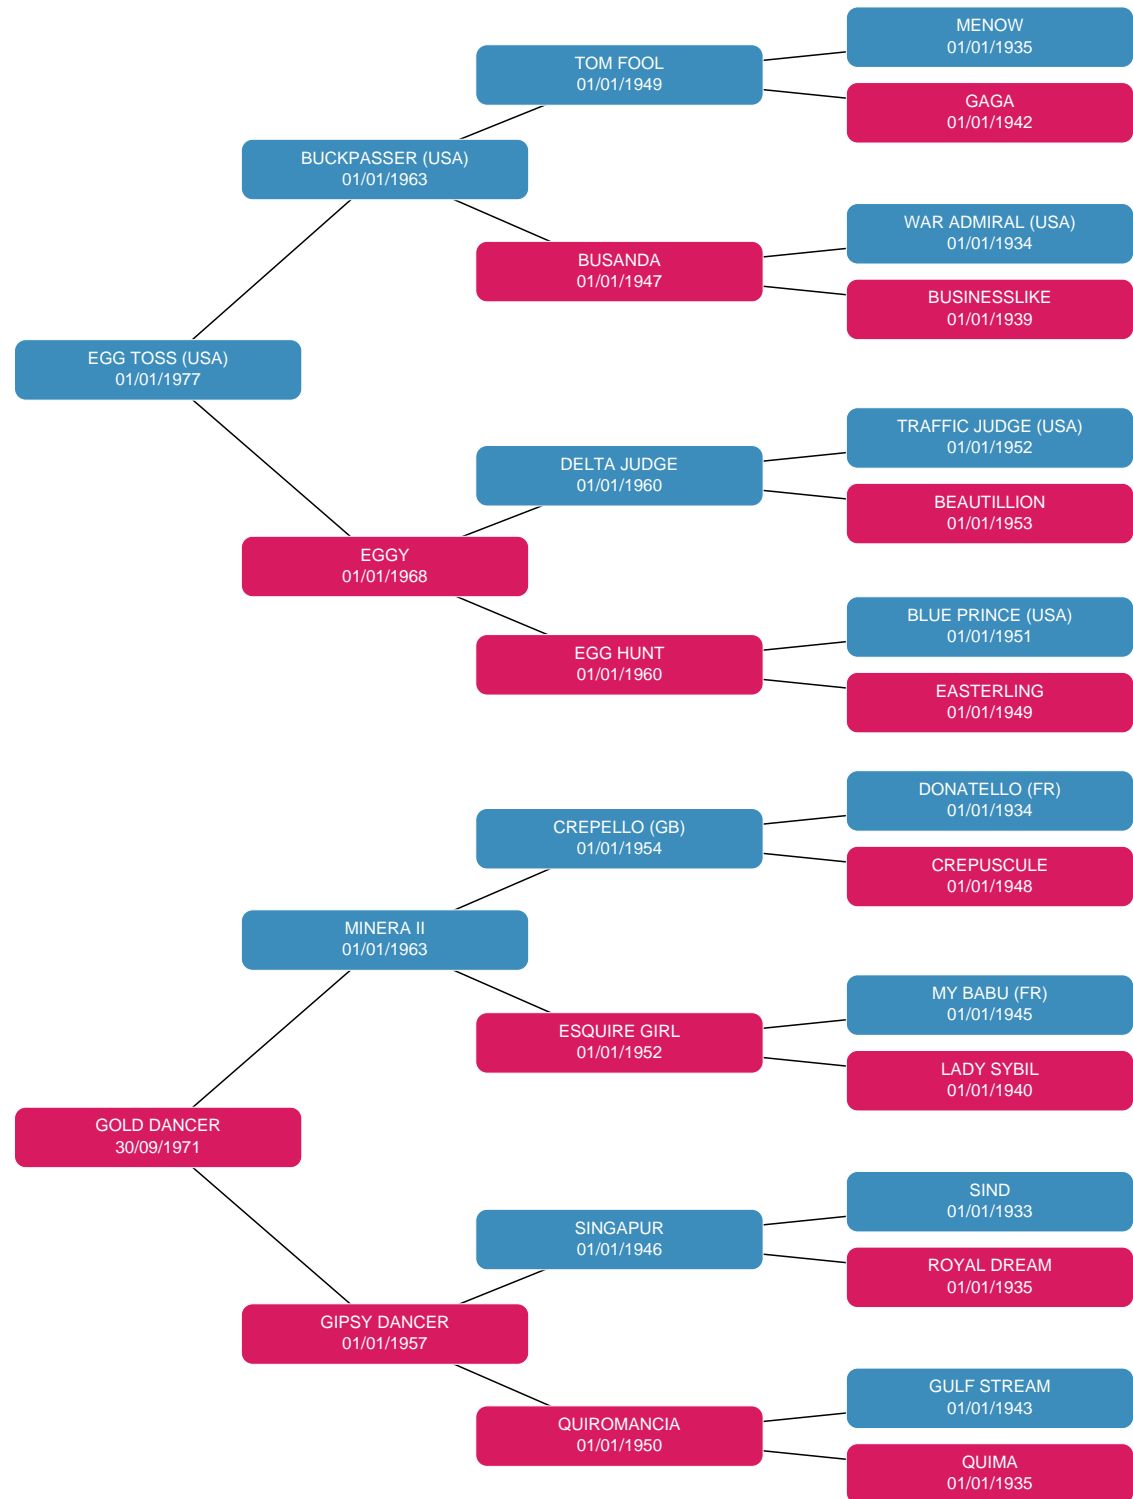 MENOW
01/01/1935
TOM FOOL
01/01/1949
GAGA
01/01/1942
BUCKPASSER (USA)
01/01/1963
WAR ADMIRAL (USA)
01/01/1934
BUSANDA
01/01/1947
BUSINESSLIKE
01/01/1939
EGG TOSS (USA)
01/01/1977
TRAFFIC JUDGE (USA)
01/01/1952
DELTA JUDGE
01/01/1960
BEAUTILLION
01/01/1953
EGGY
01/01/1968
BLUE PRINCE (USA)
01/01/1951
EGG HUNT
01/01/1960
EASTERLING
01/01/1949
DONATELLO (FR)
01/01/1934
CREPELLO (GB)
01/01/1954
CREPUSCULE
01/01/1948
MINERA II
01/01/1963
MY BABU (FR)
01/01/1945
ESQUIRE GIRL
01/01/1952
LADY SYBIL
01/01/1940
GOLD DANCER
30/09/1971
SIND
01/01/1933
SINGAPUR
01/01/1946
ROYAL DREAM
01/01/1935
GIPSY DANCER
01/01/1957
GULF STREAM
01/01/1943
QUIROMANCIA
01/01/1950
QUIMA
01/01/1935